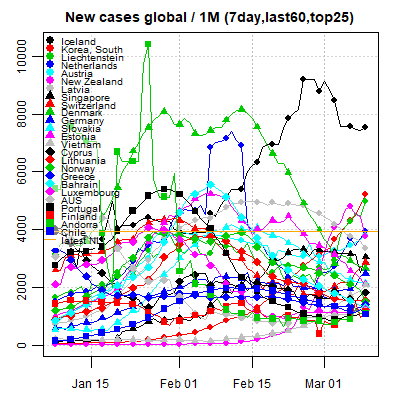 New cases global / 1M (7day,last60,top25)
Iceland
Korea, South
Liechtenstein
Netherlands
Austria
New Zealand
Latvia
Singapore
Switzerland
Denmark
Germany
Slovakia
Estonia
Vietnam
Cyprus
Lithuania
Norway
Greece
Bahrain
Luxembourg
AUS
Portugal
Finland
Andorra
Chile
0
2000
4000
6000
8000
10000
Jan 15
Feb 01
Feb 15
Mar 01